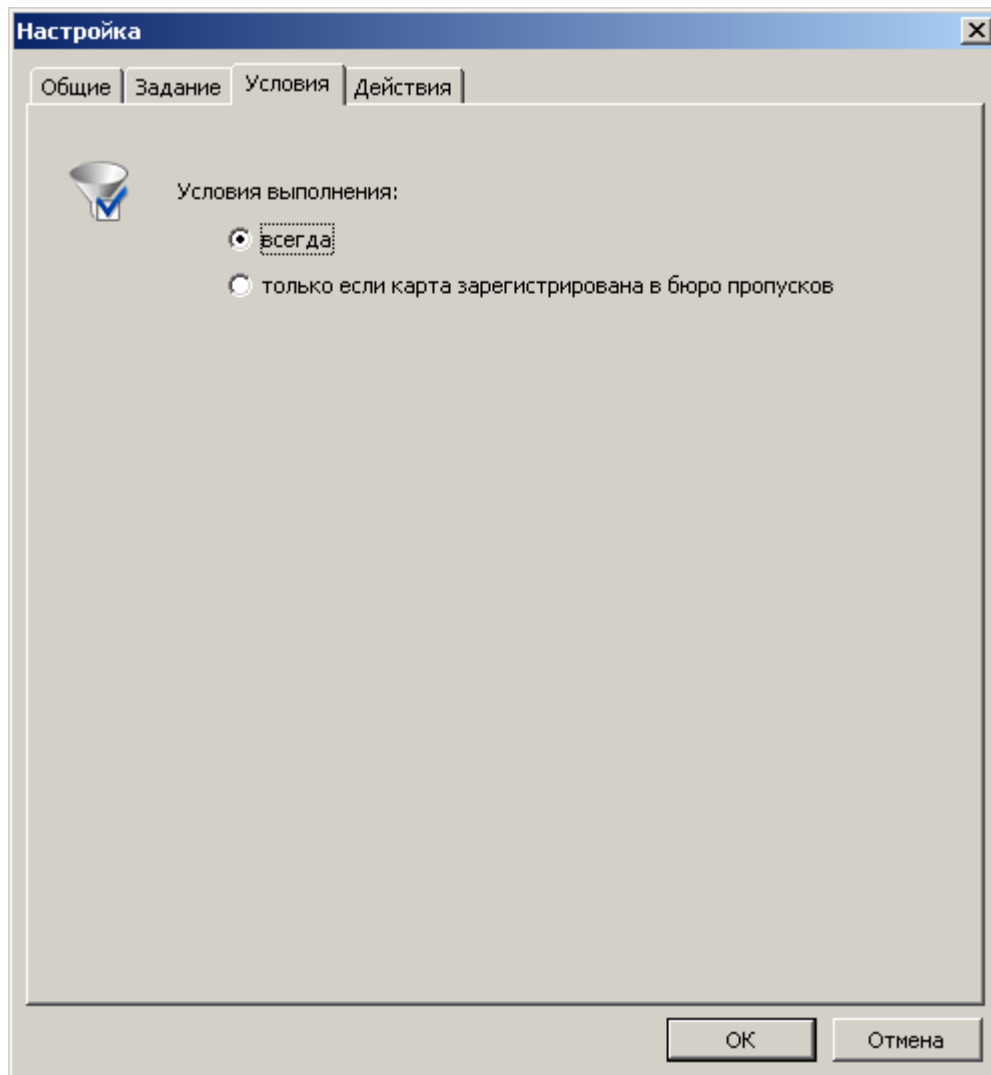 Настройка
Общие Задание Условия Действия
Условия выполнения:
всегда
только если карта зарегистрирована в бюро пропусков
OK Отмена